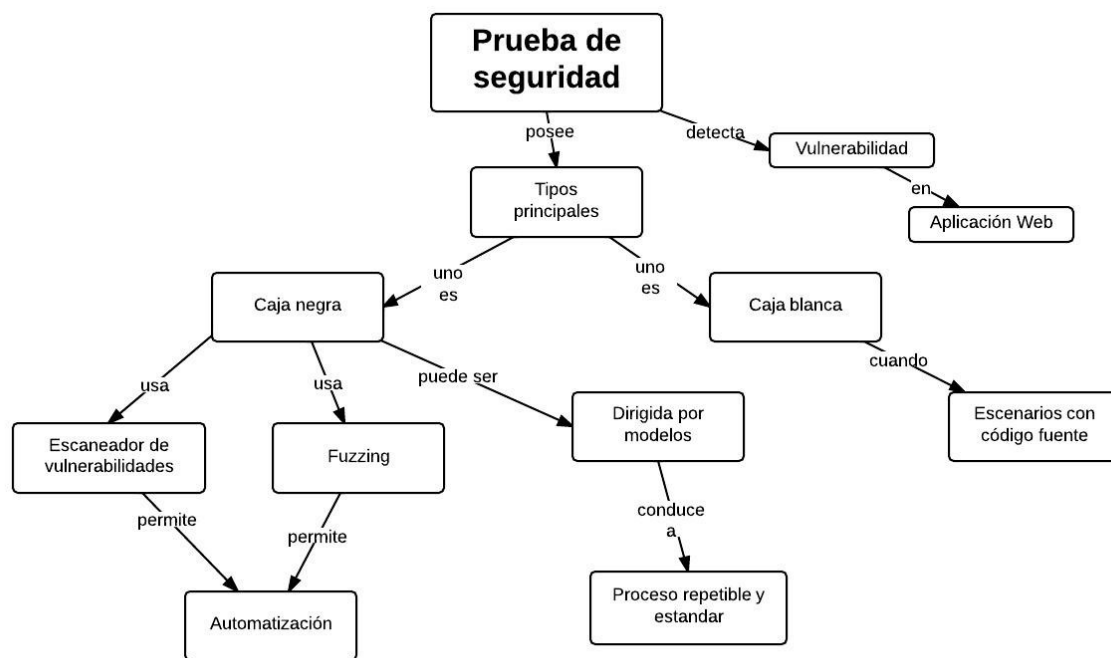 Prueba de
seguridad
posee
detecta
Vulnerabilidad
en
Aplicación Web
Tipos
principales
uno
es
uno
es
Caja negra
Caja blanca
usa
usa
puede ser
cuando
Escaneador de
vulnerabilidades
Fuzzing
Dirigida por
modelos
Escenarios con
código fuente
permite
permite
conduce
a
Automatización
Proceso repetible y
estandar